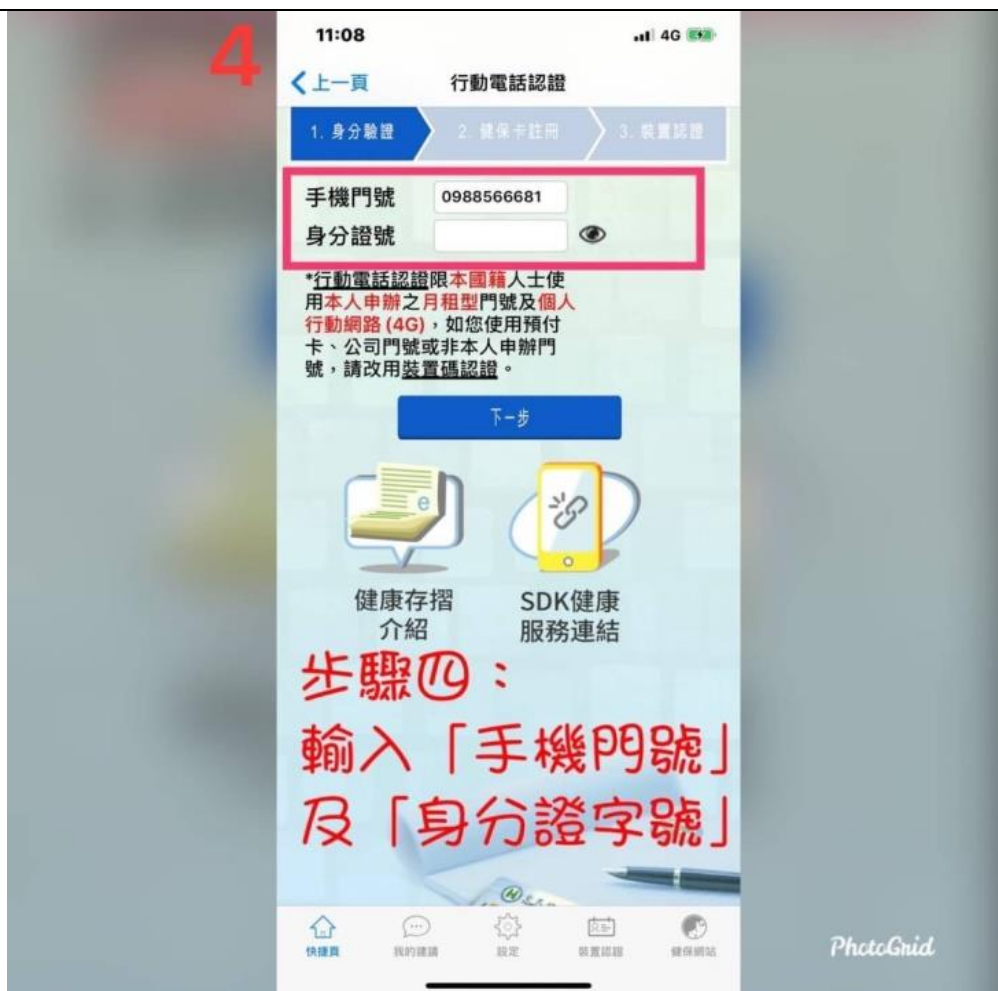 4
11:08
4G
上一頁 行動電話認證
1. 身分驗證 2. 健保卡註冊 3. 裝置認證
手機門號 0988566681
身分證號
*行動電話認證限本國籍人士使
用本人申辦之月租型門號及個人
行動網路 (4G),如您使用預付
卡、公司門號或非本人申辦門
號,請改用裝置碼認證。
下一步
e
健康存摺
介紹
SDK健康
服務連結
步驟四:
輸入「手機門號」
及「身分證字號」
快捷頁 我的建議 設定 裝置認證 健保網站
PhotoGrid